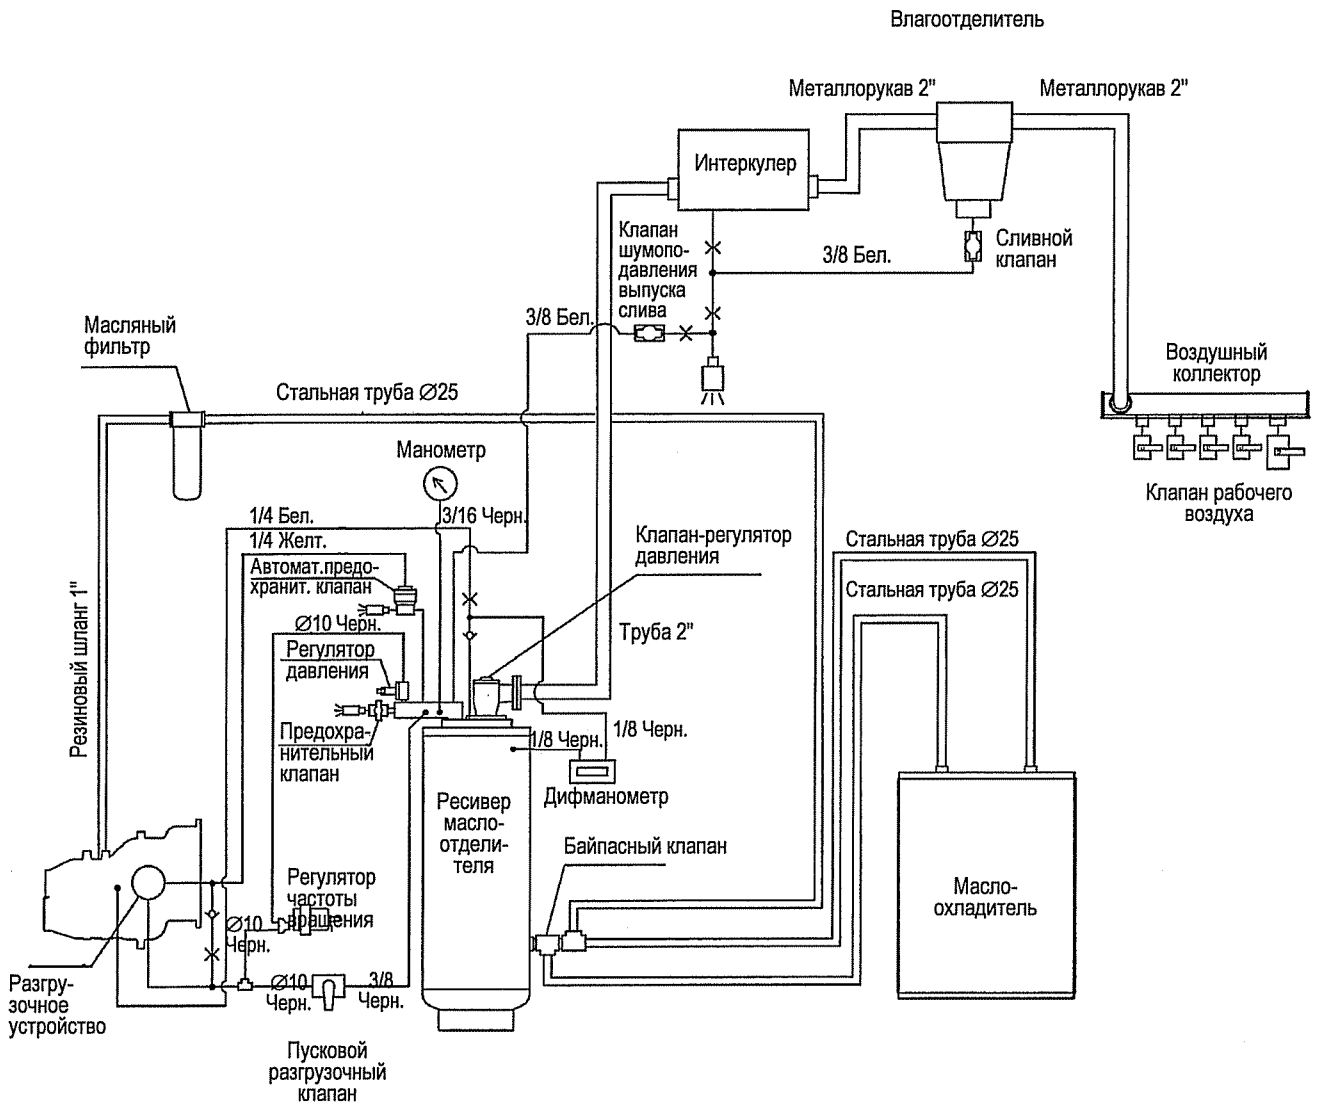 Влагоотделитель
Металлорукав 2"
Металлорукав 2"
Интеркулер
Клапан
шумопо-
давления
выпуска
слива
Сливной
клапан
3/8 Бел.
3/8 Бел.
Масляный
фильтр
Воздушный
коллектор
Стальная труба ∅25
Манометр
Клапан рабочего
воздуха
1/4 Бел.
3/16 Черн.
1/4 Желт.
Клапан-регулятор
давления
Стальная труба ∅25
Автомат.предо-
хранит. клапан
Стальная труба ∅25
Резиновый шланг 1"
∅10 Черн.
Труба 2"
Регулятор
давления
Предохра-
нительный
клапан
1/8 Черн.
1/8 Черн.
Дифманометр
Ресивер
масло-
отдели-
теля
Байпасный клапан
Регулятор
частоты
вращения
Масло-
охладитель
∅10
Черн.
Разгру-
зочное
устройство
∅10
Черн.
3/8
Черн.
Пусковой
разгрузочный
клапан